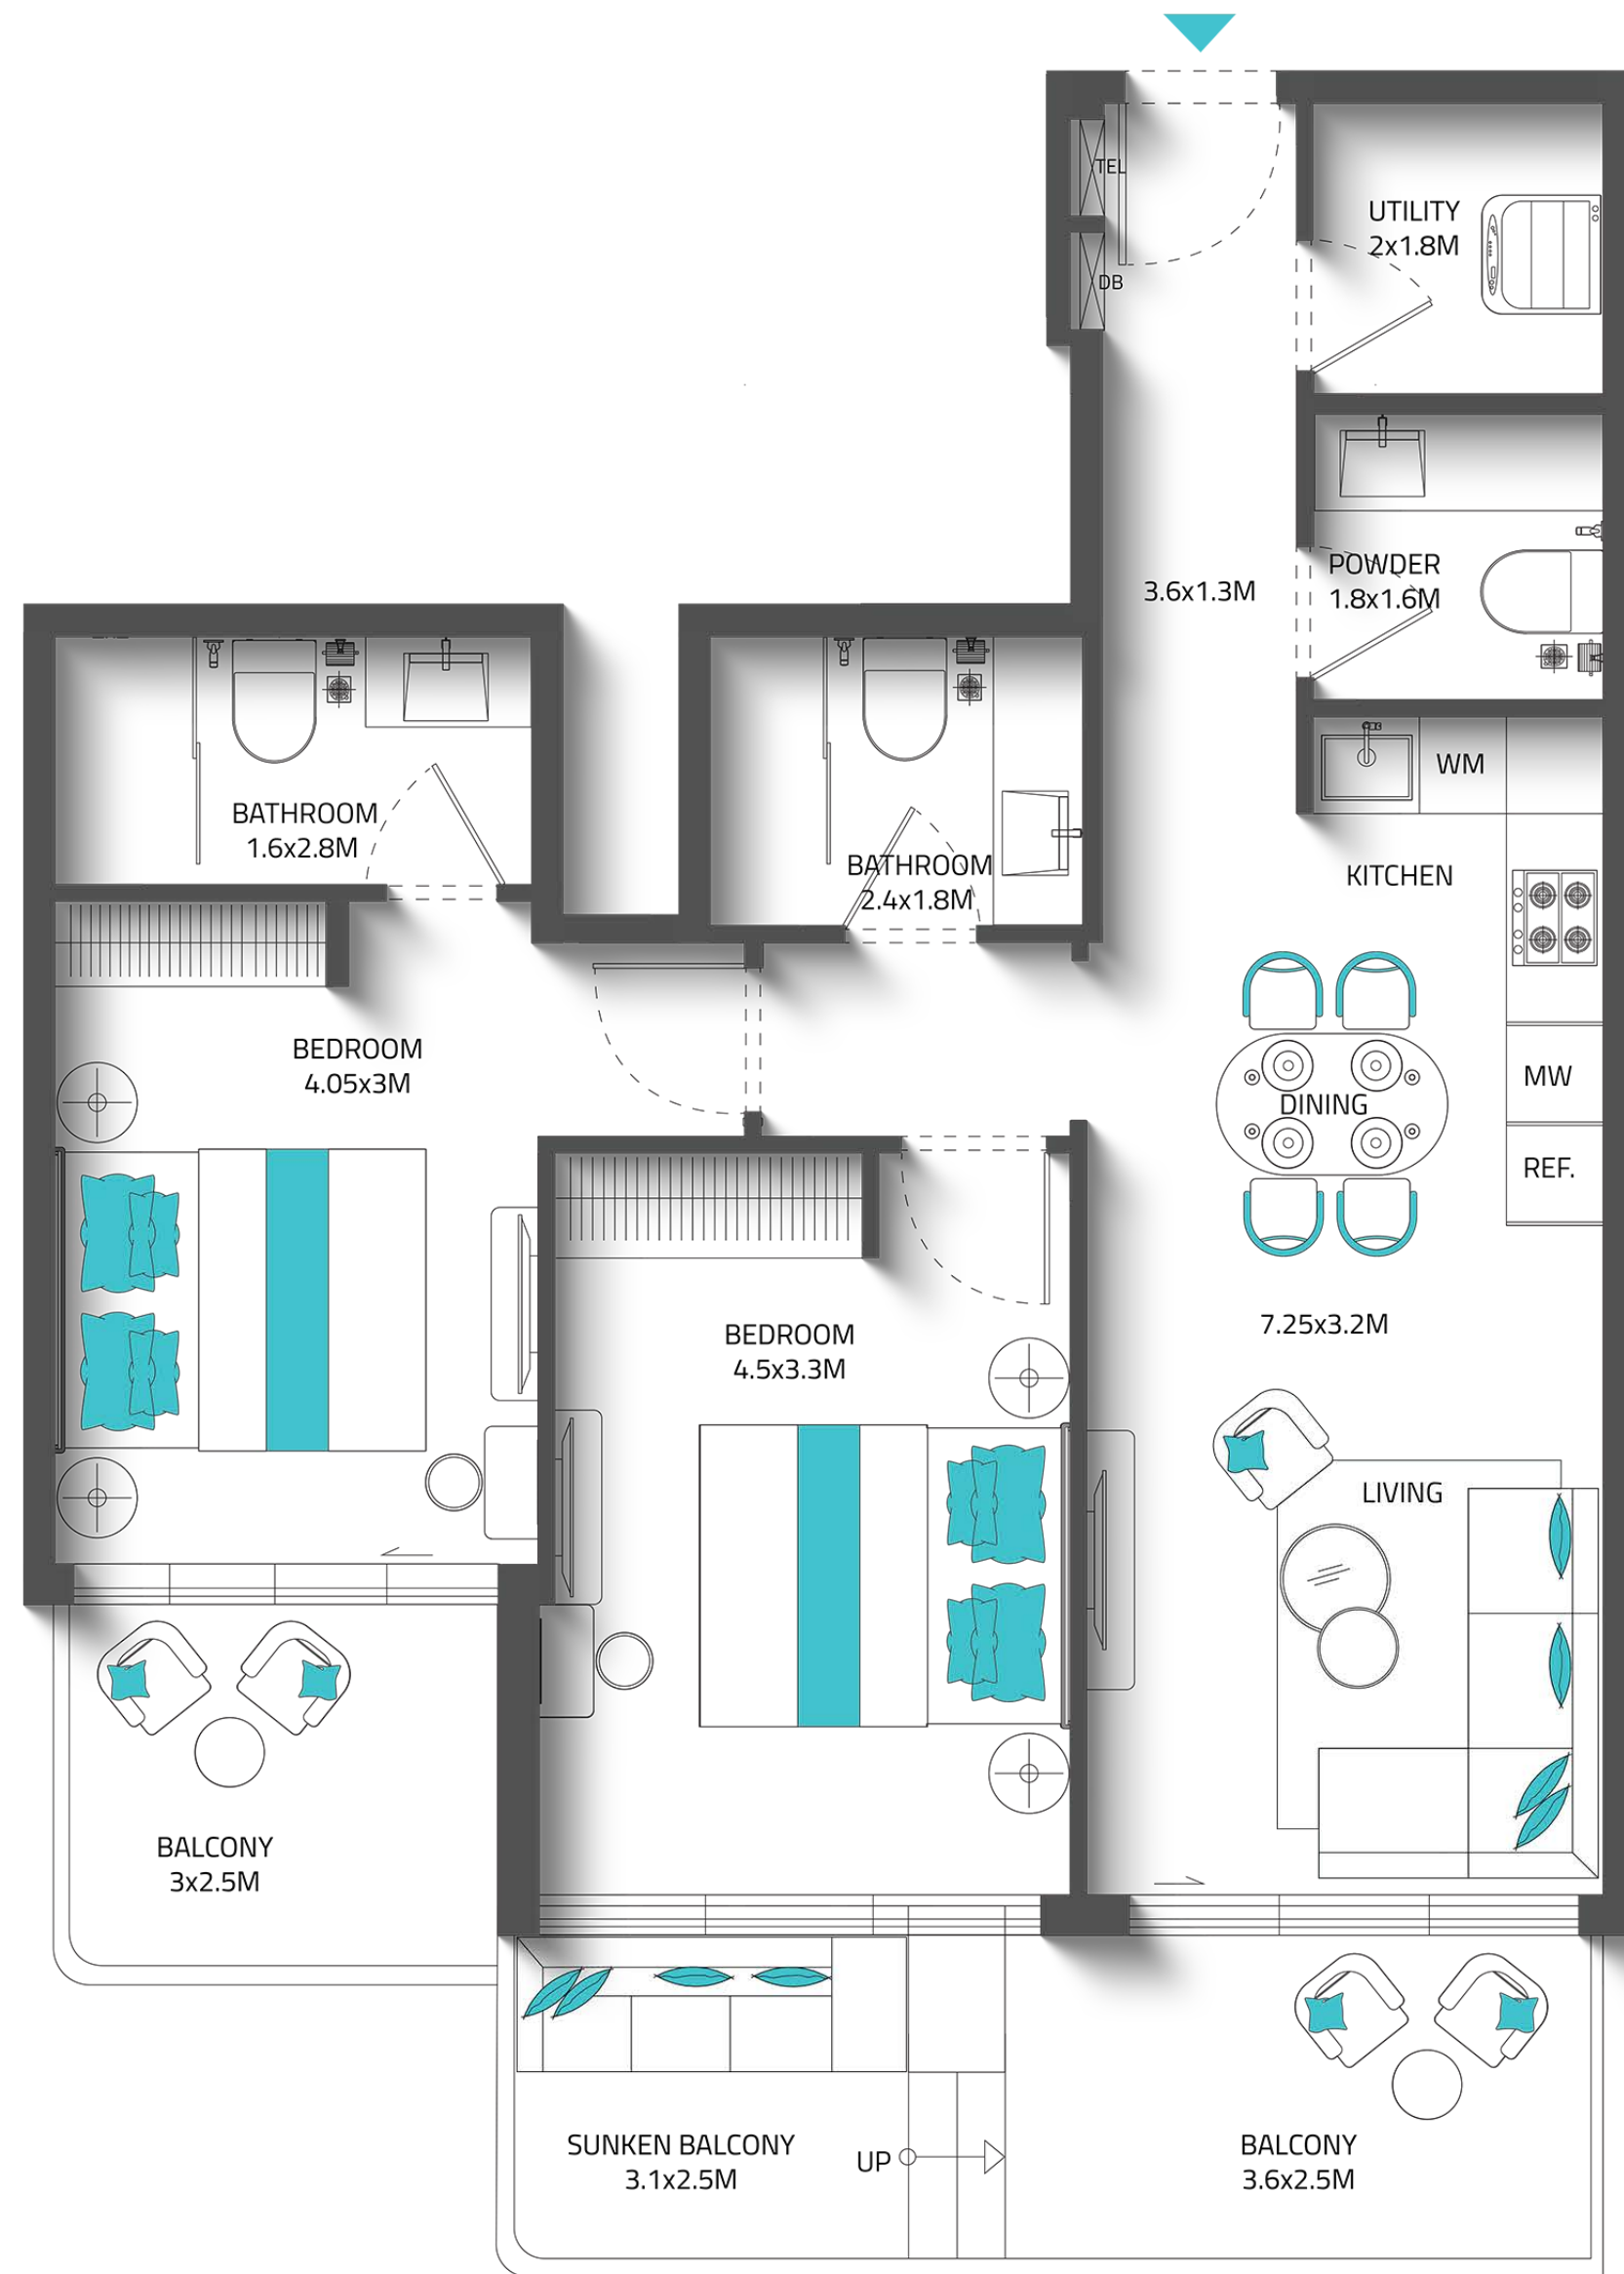 TEL
UTILITY
2x1.8M
DB
POWDER
1.8x1.6M
3.6x1.3M
WM
BATHROOM
1.6x2.8M
BATHROOM
2.4x1.8M
KITCHEN
BEDROOM
4.05x3M
MW
DINING
REF.
7.25x3.2M
BEDROOM
4.5x3.3M
LIVING
BALCONY
3x2.5M
SUNKEN BALCONY
3.1x2.5M
UP
BALCONY
3.6x2.5M